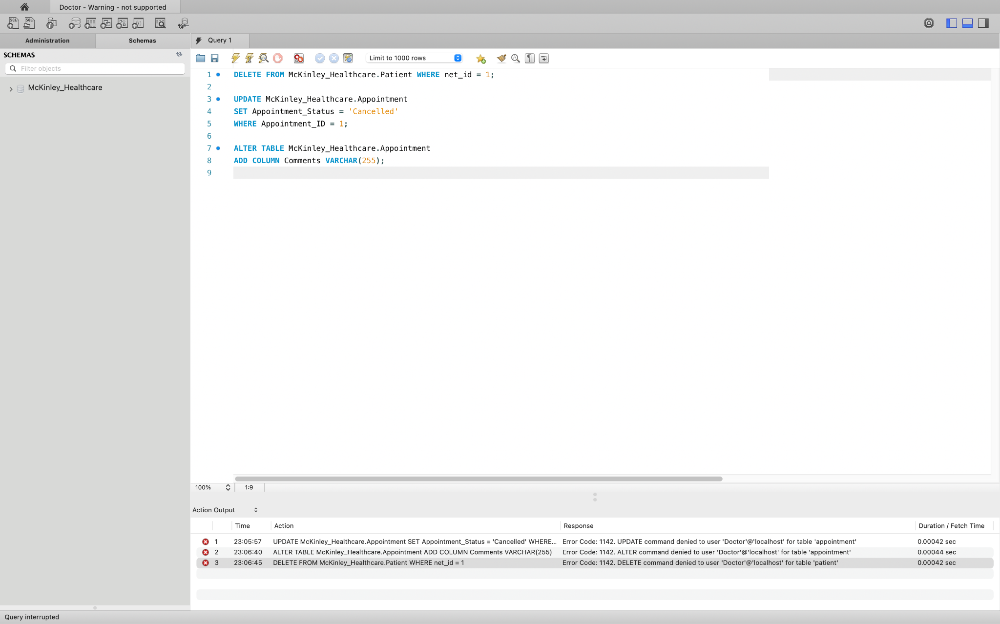 Doctor - Warning - not supported
SQL
SQL
Administration
Schemas
Query 1
SCHEMAS
Filter objects
McKinley_Healthcare
Limit to 1000 rows
1 DELETE FROM McKinley_Healthcare.Patient WHERE net_id = 1;
2
3 UPDATE McKinley_Healthcare.Appointment
4 SET Appointment_Status = 'Cancelled'
5 WHERE Appointment_ID = 1;
6
7 ALTER TABLE McKinley_Healthcare.Appointment
8 ADD COLUMN Comments VARCHAR(255);
9
100% 1:9
Action Output
Time Action Response Duration / Fetch Time
1 23:05:57 UPDATE McKinley_Healthcare.Appointment SET Appointment_Status = 'Cancelled' WHERE... Error Code: 1142. UPDATE command denied to user 'Doctor'@'localhost' for table 'appointment' 0.00042 sec
2 23:06:40 ALTER TABLE McKinley_Healthcare.Appointment ADD COLUMN Comments VARCHAR(255) Error Code: 1142. ALTER command denied to user 'Doctor'@'localhost' for table 'appointment' 0.00044 sec
3 23:06:45 DELETE FROM McKinley_Healthcare.Patient WHERE net_id = 1 Error Code: 1142. DELETE command denied to user 'Doctor'@'localhost' for table 'patient' 0.00042 sec
Query interrupted